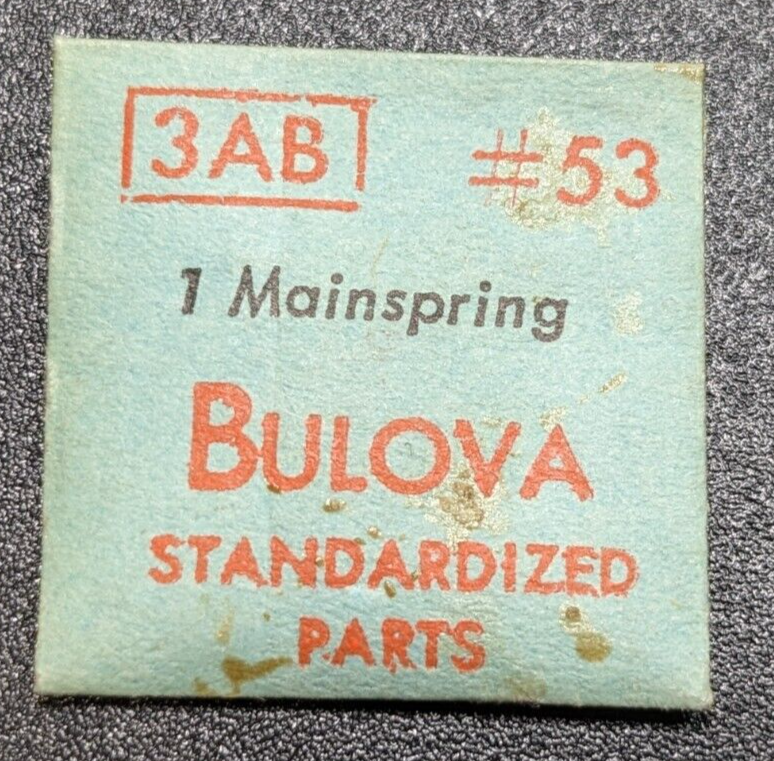 3AB #53
1 Mainspring
BULOVA
STANDARDIZED
PARTS